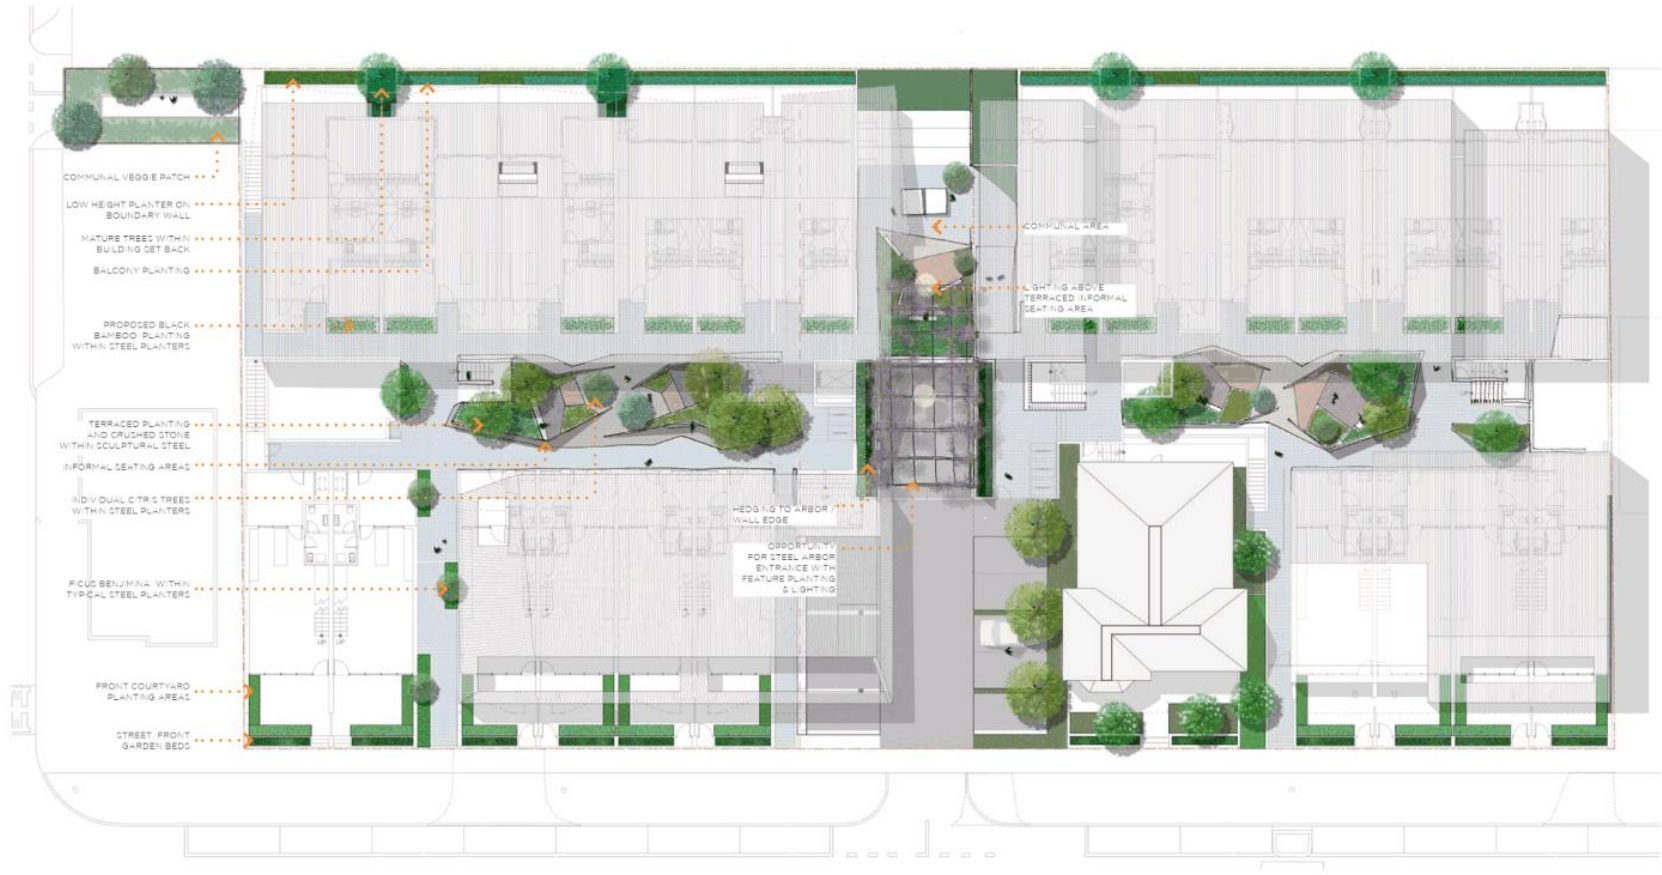 COMMUNAL VEGGIE PATCH
LOW HEIGHT PLANTER ON
BOUNDARY WALL
MATURE TREES WITHIN
BUILDING SET BACK
BALCONY PLANTING
PROPOSED BLACK
BAMBOO PLANTING
WITHIN STEEL PLANTERS
TERRACED PLANTING
AND CRUSHED STONE
WITHIN SCULPTURAL STEEL
INFORMAL SEATING AREAS
INDIVIDUAL CITRIS TREES
WITHIN STEEL PLANTERS
FICUS BENJIMINA WITHIN
TYPICAL STEEL PLANTERS
FRONT COURTYARD
PLANTING AREAS
STREET FRONT
GARDEN BEDS
COMMUNAL AREA
LIGHTING ABOVE
TERRACED INFORMAL
SEATING AREA
HEDGING TO ARBOR /
WALL EDGE
OPPORTUNITY
FOR STEEL ARBOR
ENTRANCE WITH
FEATURE PLANTING
& LIGHTING
UP
UP